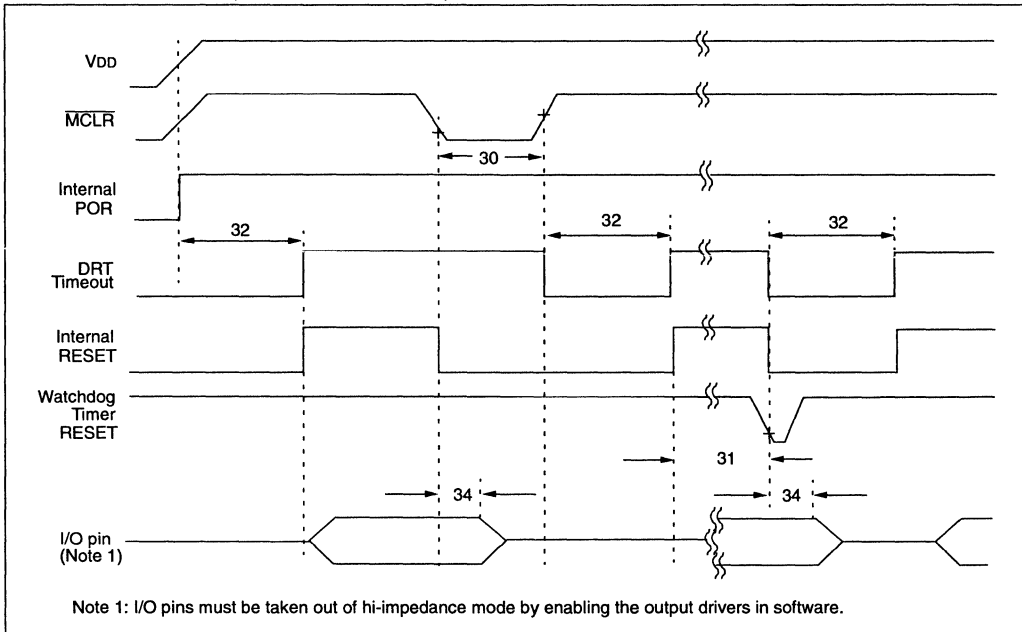 VDD
MCLR
30
Internal
POR
32
32
32
DRT
Timeout
Internal
RESET
Watchdog
Timer
RESET
31
34
34
I/O pin
(Note 1)
Note 1: I/O pins must be taken out of hi-impedance mode by enabling the output drivers in software.